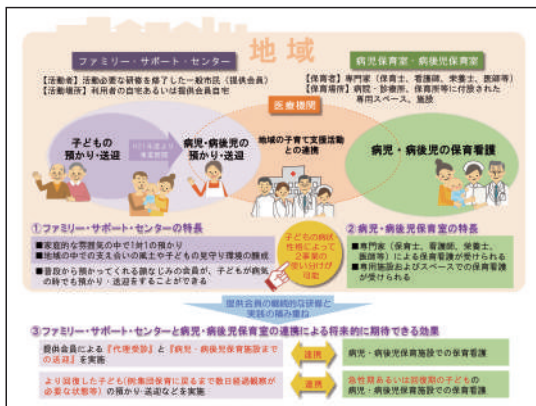 地域
ファミリー・サポート・センター
病児保育室・病後児保育室
【活動者】活動必要な研修を修了した一般市民（提供会員）
【活動場所】利用者の自宅あるいは提供会員自宅
【保育者】専門家（保育士、看護師、栄養士、医師等）
【保育場所】病院・診療所、保育所等に付設された
専用スペース、施設
医療機関
子どもの
預かり・送迎
病児・病後児の
預かり・送迎
地域の子育て支援活動
との連携
病児・病後児の保育看護
①ファミリー・サポート・センターの特長
■家庭的な雰囲気の中で1対1の預かり
■地域の中での支え合いの風土や子どもの見守り環境の醸成
■普段から預かってくれる顔なじみの会員が、子どもが病気
の時でも預かり・送迎をすることができる
子どもの病状
性格によって
2事業の
使い分けが
可能
②病児・病後児保育室の特長
■専門家（保育士、看護師、栄養士、
医師等）による保育看護が受けられる
■専用施設およびスペースでの保育看護
が受けられる
提供会員の継続的な研修と
実践の積み重ね
③ファミリー・サポート・センターと病児・病後児保育室の連携による将来的に期待できる効果
提供会員による『代理受診』と『病児・病後児保育施設まで
の送迎』を実施
連携
病児・病後児保育施設での保育看護
より回復した子ども(例集団保育に戻るまで数日経過観察が
必要な状態等）の預かり・送迎などを実施
連携
急性期あるいは回復期の子どもの
病児・病後児保育施設での保育看護